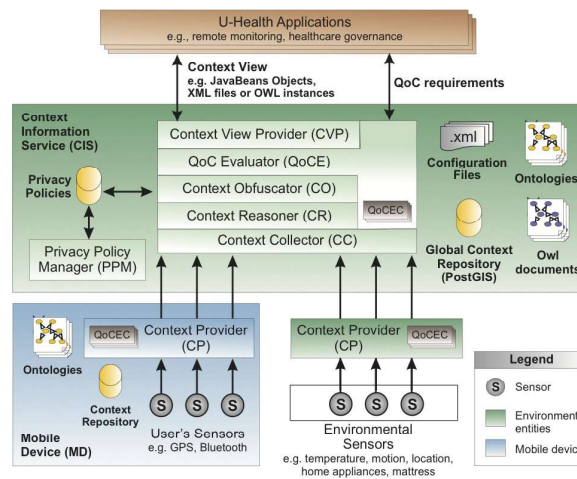 U-Health Applications
e.g., remote monitoring, healthcare governance
Context View
e.g. JavaBeans Objects,
XML files or OWL instances
QoC requirements
Context
Information
Service (CIS)
Context View Provider (CVP)
QoC Evaluator (QoCE)
Context Obfuscator (CO)
Context Reasoner (CR)
Context Collector (CC)
QoCEC
Privacy
Policies
Privacy Policy
Manager (PPM)
.xml
Configuration
Files
Ontologies
Global Context
Repository
(PostGIS)
Owl
documents
QoCEC
Context Provider
(CP)
Ontologies
Context
Repository
Mobile
Device (MD)
S
S
S
User's Sensors
e.g. GPS, Bluetooth
Context Provider
(CP)
QoCEC
S
S
S
Environmental
Sensors
e.g. temperature, motion, location,
home appliances, mattress
Legend
S
Sensor
Environment
entities
Mobile device